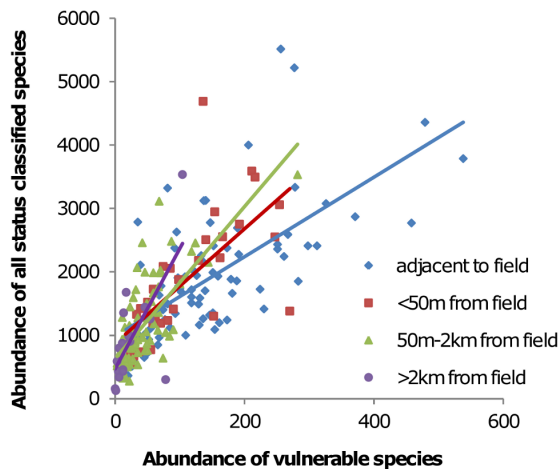 Abundance of all status classified species
6000
5000
4000
3000
2000
1000
0
0
200
400
600
adjacent to field
<50m from field
50m-2km from field
>2km from field
Abundance of vulnerable species